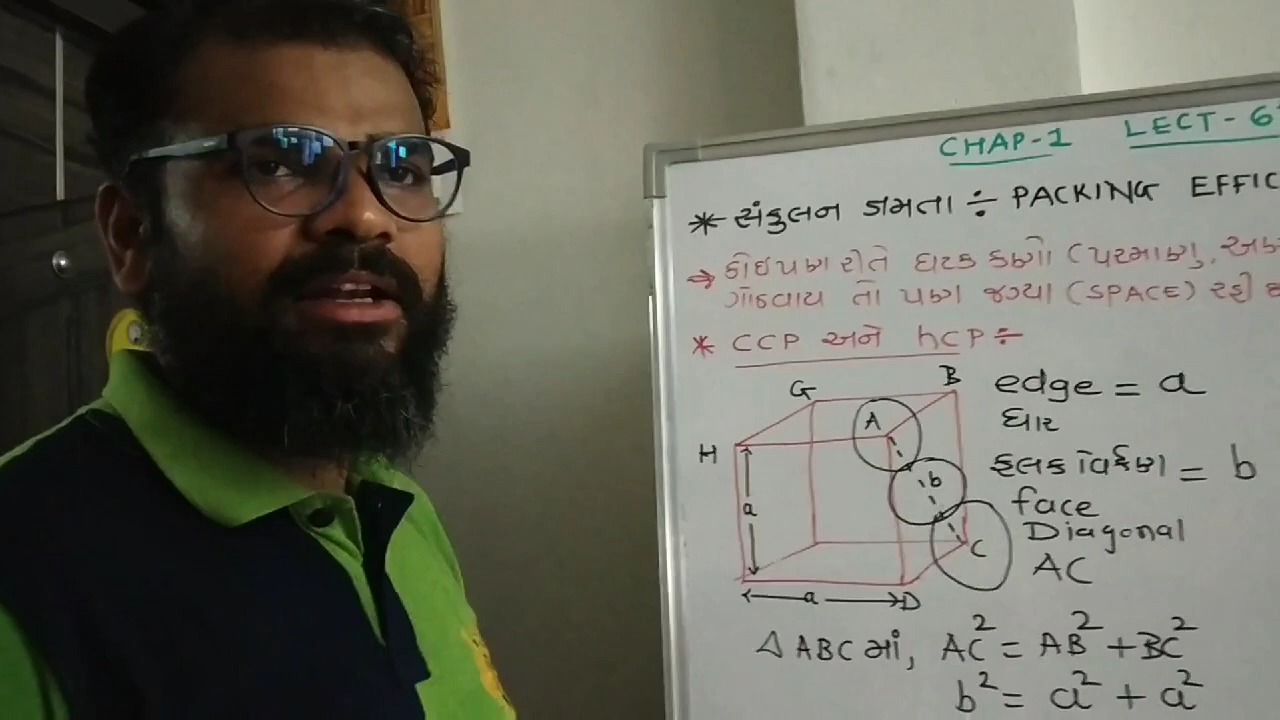 CHAP-1 LECT-6
* સંકુલન ક્ષમતા ÷ PACKING EFFIC
→ કોઇપણ રીતે ઘટક કણો (પરમાણુ,
ગોઠવાય તો પણ જગ્યા (SPACE) રહી
* CCP અને hCP ÷
G B
A
H
b
a
C
a D
edge = a
ધાર
ફલક વિકર્ણ = b
face
Diagonal
AC
△ ABC માં, AC² = AB² + BC²
b² = a² + a²